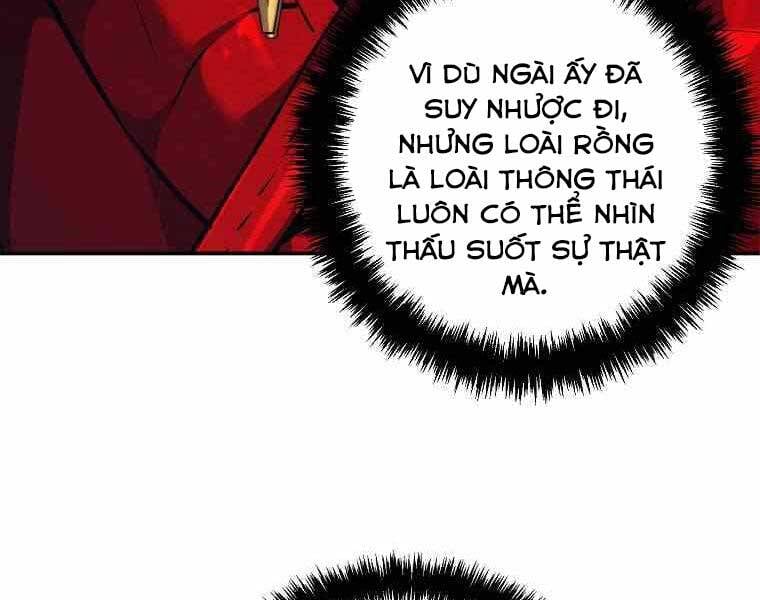 VÌ DÙ NGÀI ẤY ĐÃ
SUY NHƯỢC ĐI,
NHƯNG LOÀI RỒNG
LÀ LOÀI THÔNG THÁI
LUÔN CÓ THỂ NHÌN
THẤU SUỐT SỰ THẬT
MÀ.